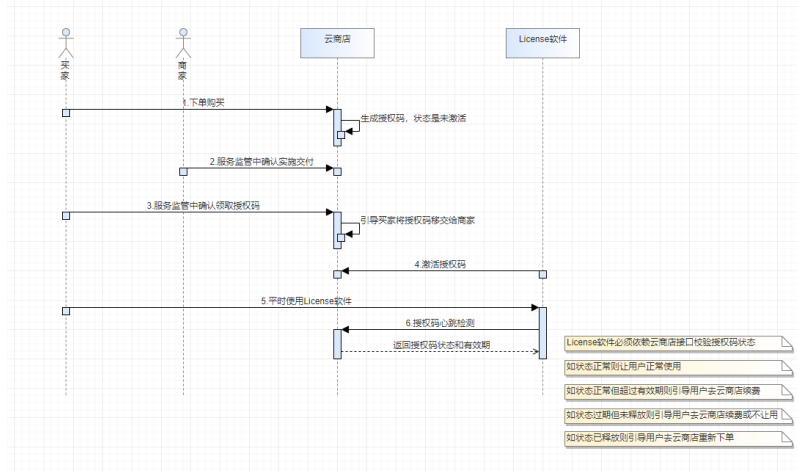 云商店
License软件
买家
商家
1.下单购买
生成授权码，状态是未激活
2.服务监管中确认实施交付
3.服务监管中确认领取授权码
引导买家将授权码移交给商家
4.激活授权码
5.平时使用License软件
6.授权码心跳检测
返回授权码状态和有效期
License软件必须依赖云商店接口校验授权码状态
如状态正常则让用户正常使用
如状态正常但超过有效期则引导用户去云商店续费
如状态过期但未释放则引导用户去云商店续费或不让用
如状态已释放则引导用户去云商店重新下单